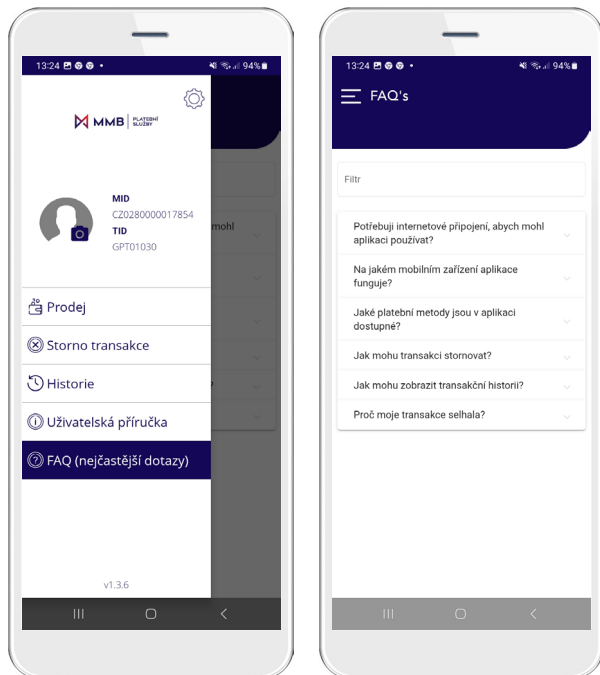 13:24
94%
MMB PLATEBNÍ
SLUŽBY
MID
CZ0280000017854
TID
GPT01030
mohl
Prodej
Storno transakce
Historie
?
Uživatelská příručka
FAQ (nejčastější dotazy)
v1.3.6
13:24
94%
FAQ's
Filtr
Potřebuji internetové připojení, abych mohl
aplikaci používat?
Na jakém mobilním zařízení aplikace
funguje?
Jaké platební metody jsou v aplikaci
dostupné?
Jak mohu transakci stornovat?
Jak mohu zobrazit transakční historii?
Proč moje transakce selhala?